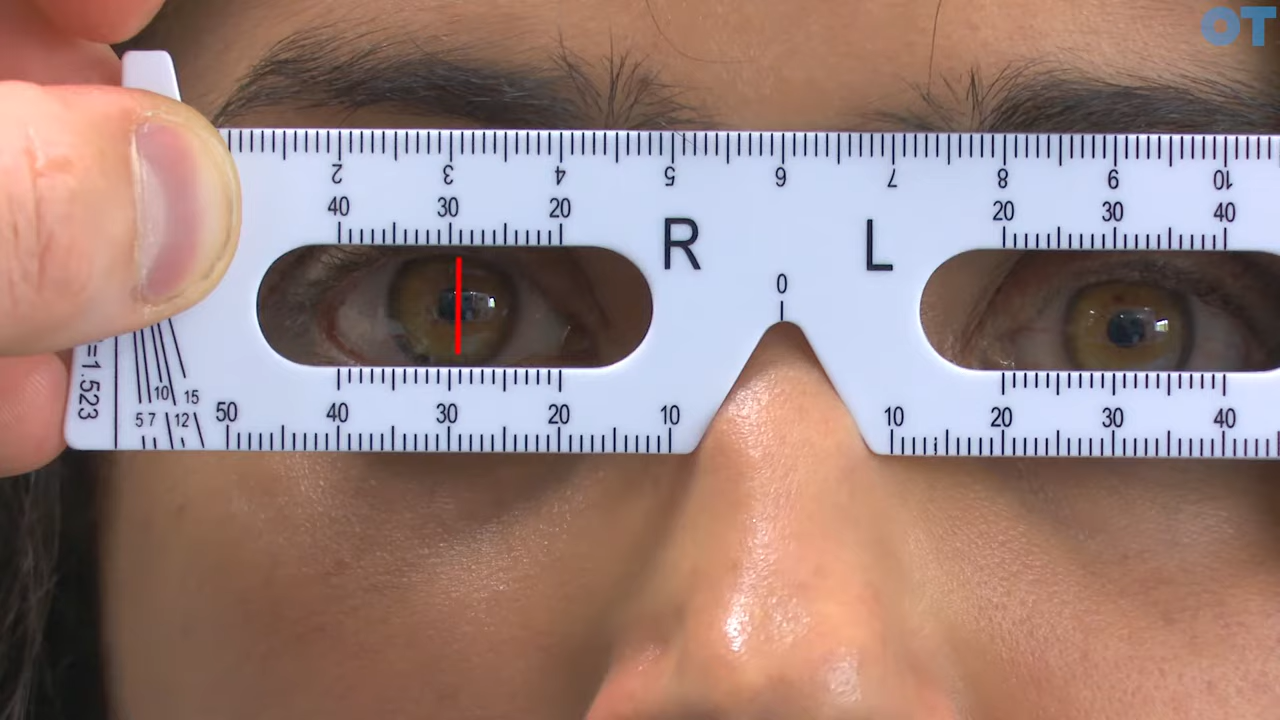 OT
2 3 4 5 6 7 8 9 10
40 30 20 R L 20 30 40
0
=1.523
5 7 10 12 15
50 40 30 20 10 10 20 30 40